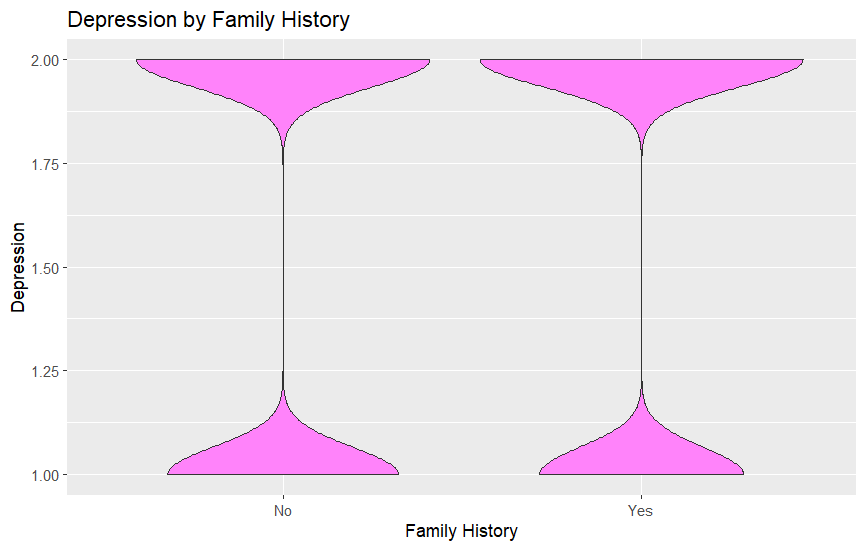 Depression by Family History
2.00
1.75
1.50
1.25
1.00
Depression
No
Yes
Family History